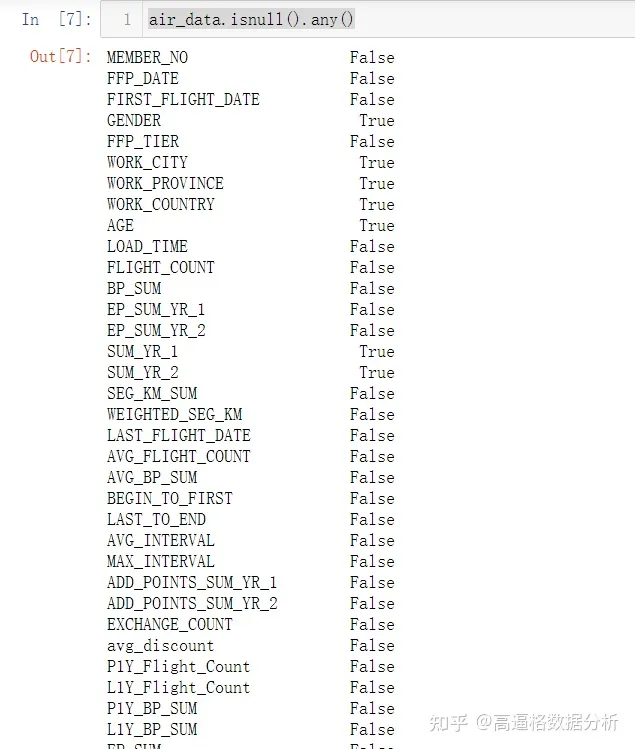 In [7]: 1 air_data.isnull().any()
Out[7]: MEMBER_NO False
FFP_DATE False
FIRST_FLIGHT_DATE False
GENDER True
FFP_TIER False
WORK_CITY True
WORK_PROVINCE True
WORK_COUNTRY True
AGE True
LOAD_TIME False
FLIGHT_COUNT False
BP_SUM False
EP_SUM_YR_1 False
EP_SUM_YR_2 False
SUM_YR_1 True
SUM_YR_2 True
SEG_KM_SUM False
WEIGHTED_SEG_KM False
LAST_FLIGHT_DATE False
AVG_FLIGHT_COUNT False
AVG_BP_SUM False
BEGIN_TO_FIRST False
LAST_TO_END False
AVG_INTERVAL False
MAX_INTERVAL False
ADD_POINTS_SUM_YR_1 False
ADD_POINTS_SUM_YR_2 False
EXCHANGE_COUNT False
avg_discount False
P1Y_Flight_Count False
L1Y_Flight_Count False
P1Y_BP_SUM False
L1Y_BP_SUM False
EP_SUM False
知乎 @高逼格数据分析